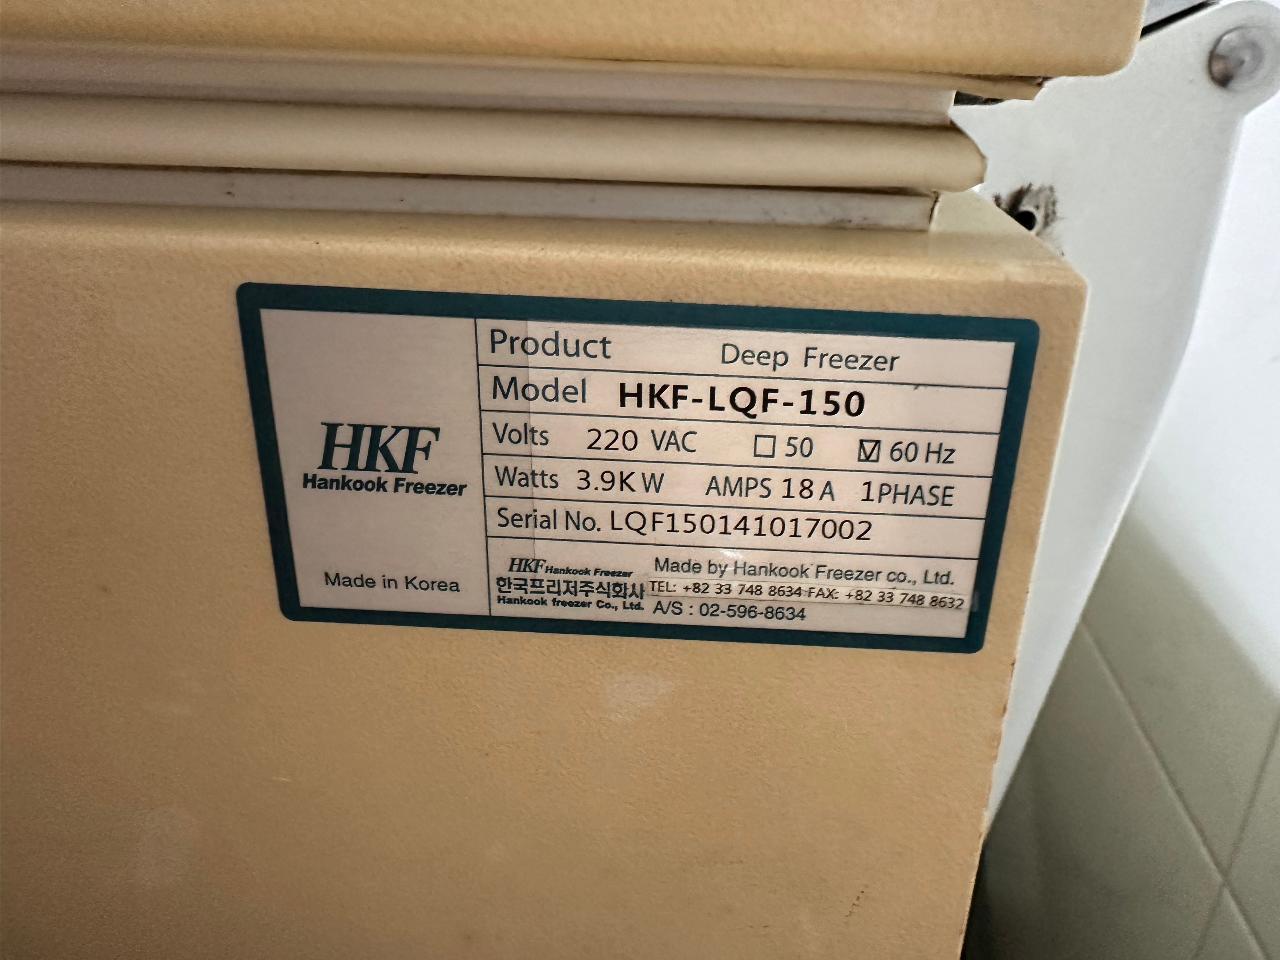 Product Deep Freezer
Model HKF-LQF-150
Volts 220 VAC ☐ 50 ☑ 60 Hz
Watts 3.9KW AMPS 18A 1PHASE
Serial No. LQF150141017002
HKF
Hankook Freezer
Made in Korea
HKF Hankook Freezer
한국프리저주식회사
Hankook freezer Co., Ltd.
Made by Hankook Freezer co., Ltd.
TEL: +82 33 748 8634 FAX: +82 33 748 8632
A/S : 02-596-8634